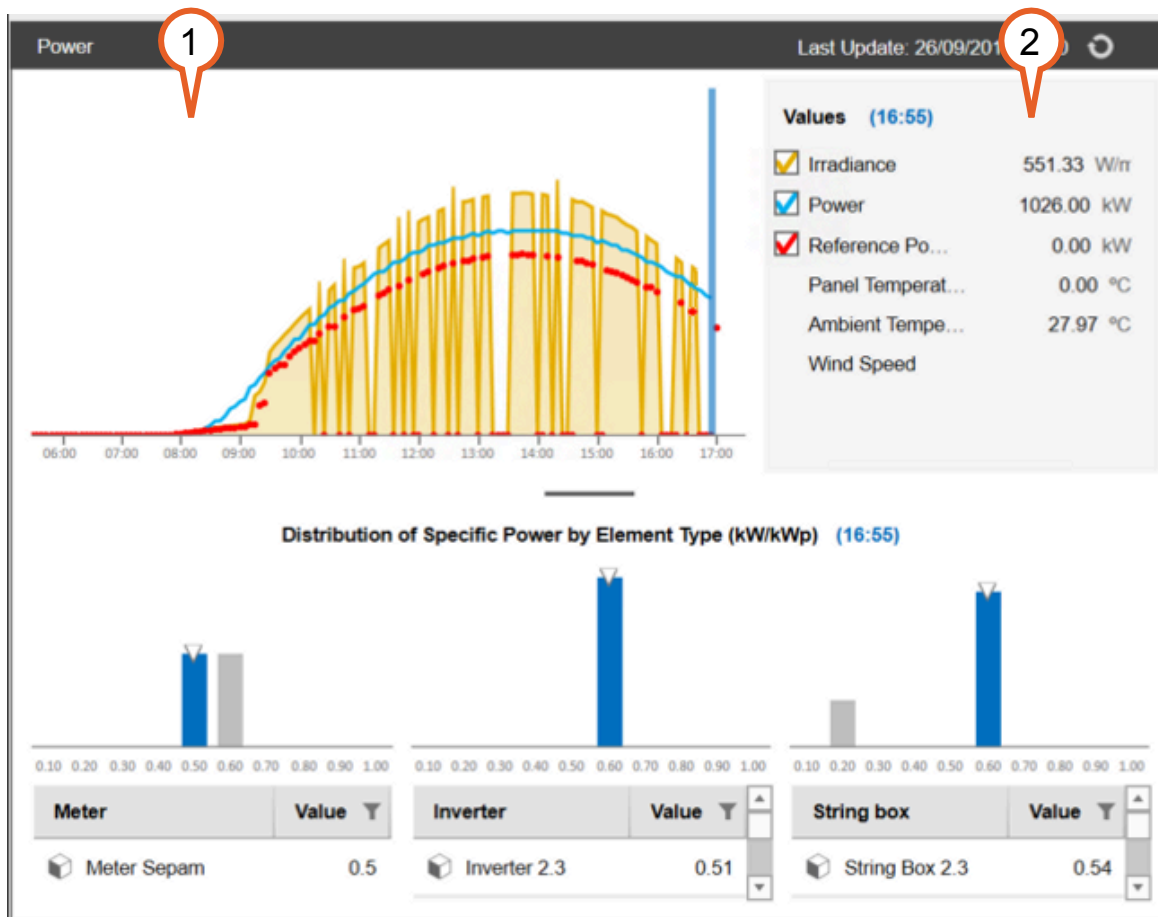 Power
1
Last Update: 26/09/201
2
Values (16:55)
Irradiance 551.33 W/m
Power 1026.00 kW
Reference Po... 0.00 kW
Panel Temperat... 0.00 ºC
Ambient Tempe... 27.97 ºC
Wind Speed
06:00 07:00 08:00 09:00 10:00 11:00 12:00 13:00 14:00 15:00 16:00 17:00
Distribution of Specific Power by Element Type (kW/kWp) (16:55)
0.10 0.20 0.30 0.40 0.50 0.60 0.70 0.80 0.90 1.00
0.10 0.20 0.30 0.40 0.50 0.60 0.70 0.80 0.90 1.00
0.10 0.20 0.30 0.40 0.50 0.60 0.70 0.80 0.90 1.00
Meter Value
Meter Sepam 0.5
Inverter Value
Inverter 2.3 0.51
String box Value
String Box 2.3 0.54